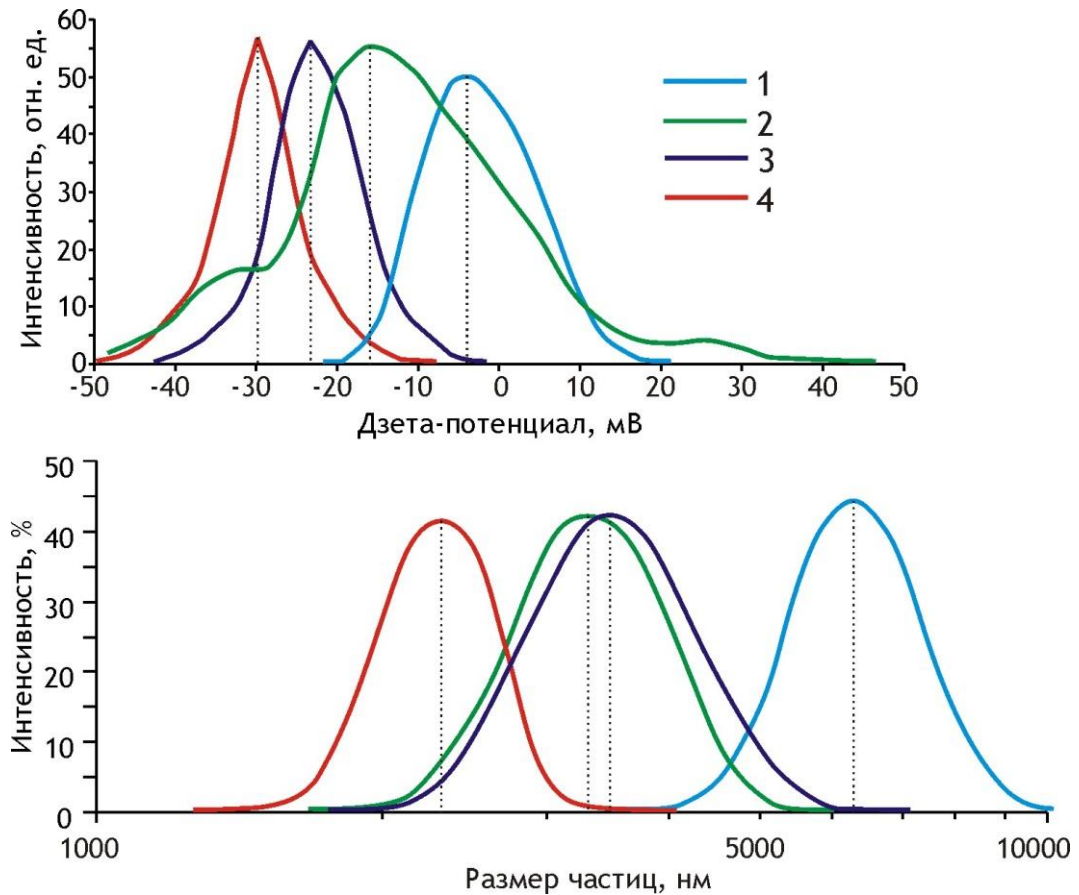 Интенсивность, отн. ед.
60
50
40
30
20
10
0
-50 -40 -30 -20 -10 0 10 20 30 40 50
Дзета-потенциал, мВ
1
2
3
4
Интенсивность, %
50
40
30
20
10
0
1000 5000 10000
Размер частиц, нм